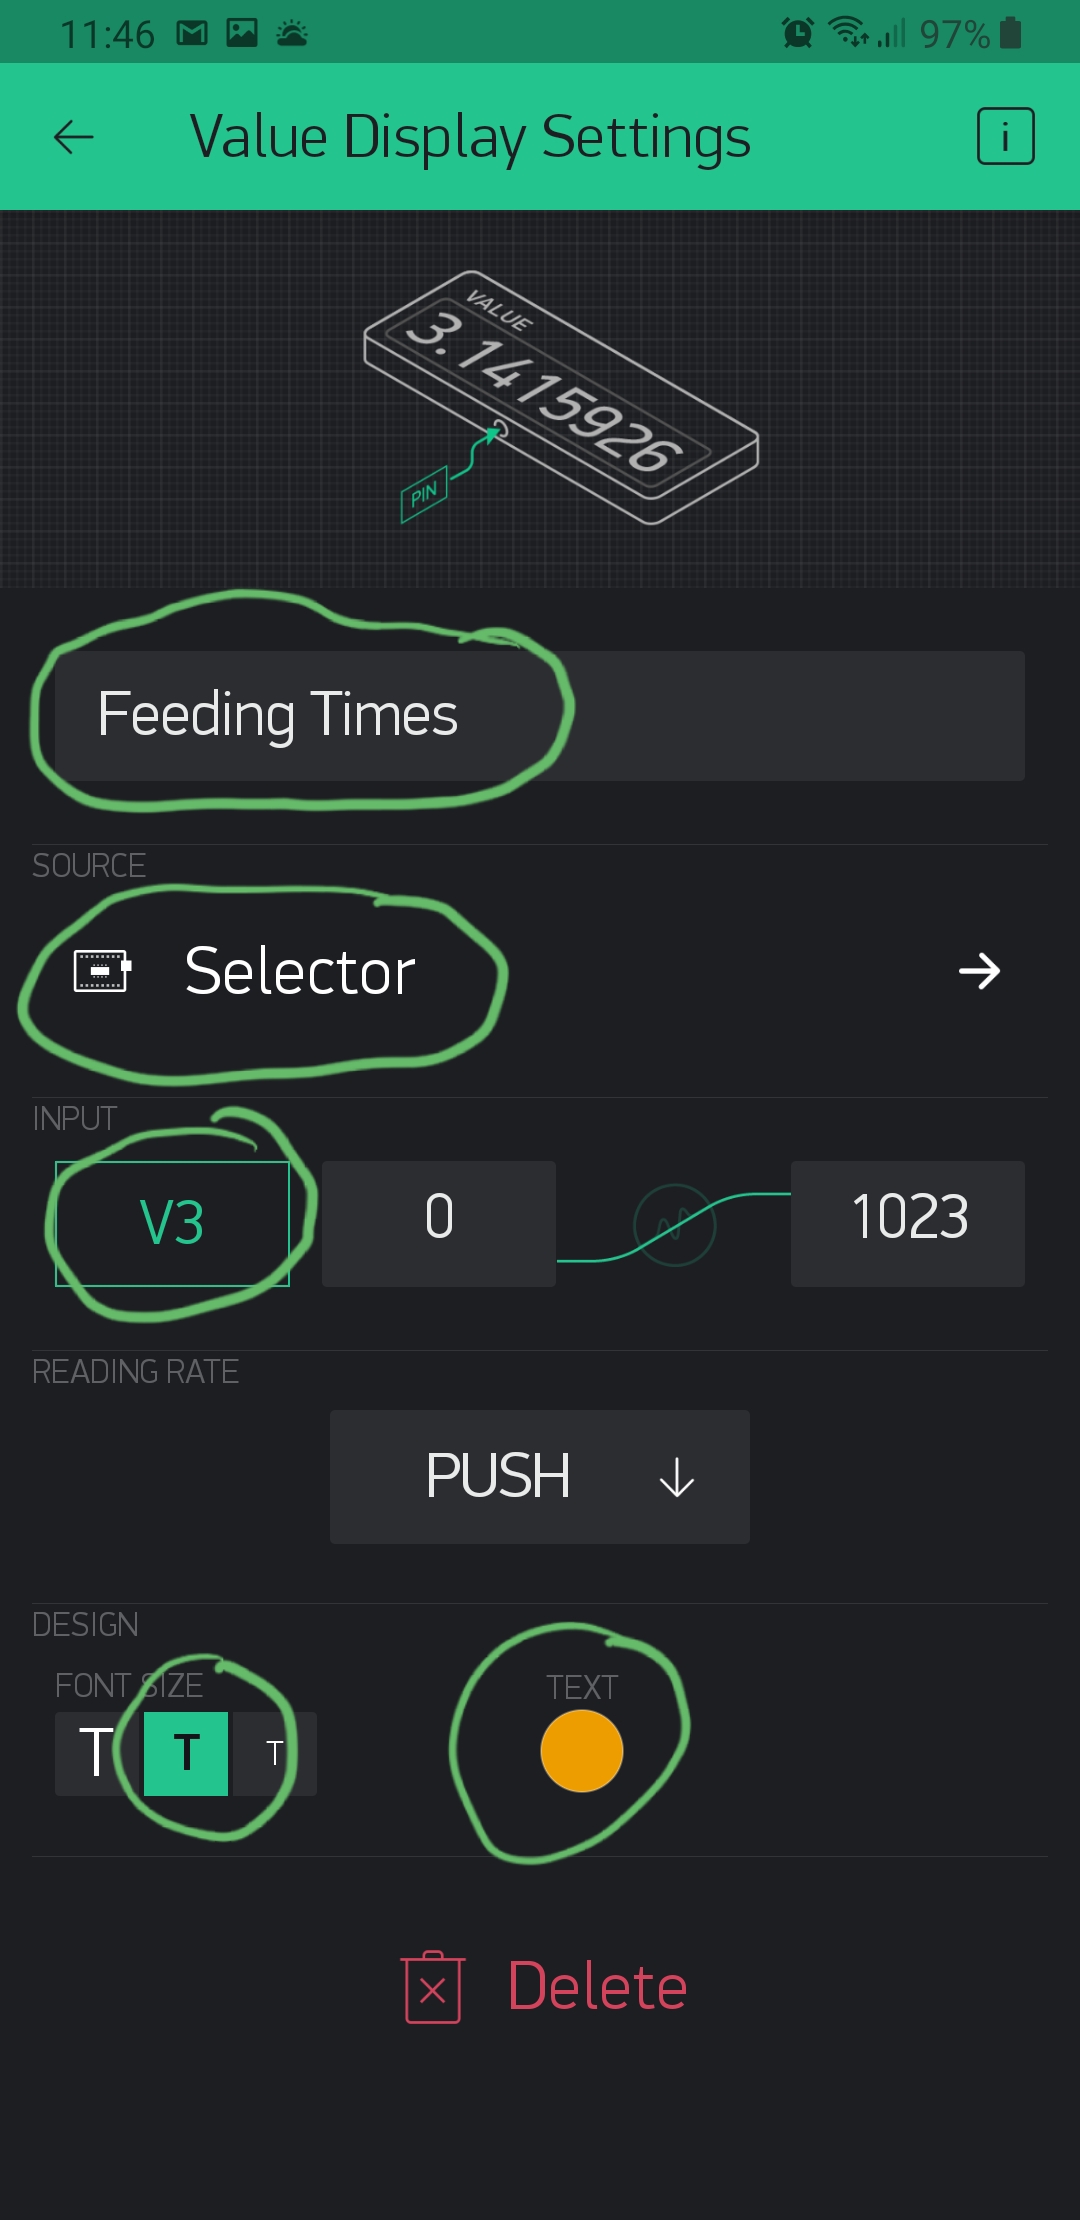 11:46 97%
Value Display Settings i
VALUE
3.1415926
PIN
Feeding Times
SOURCE
Selector
INPUT
V3 0 1023
READING RATE
PUSH
DESIGN
FONT SIZE TEXT
T T T
Delete